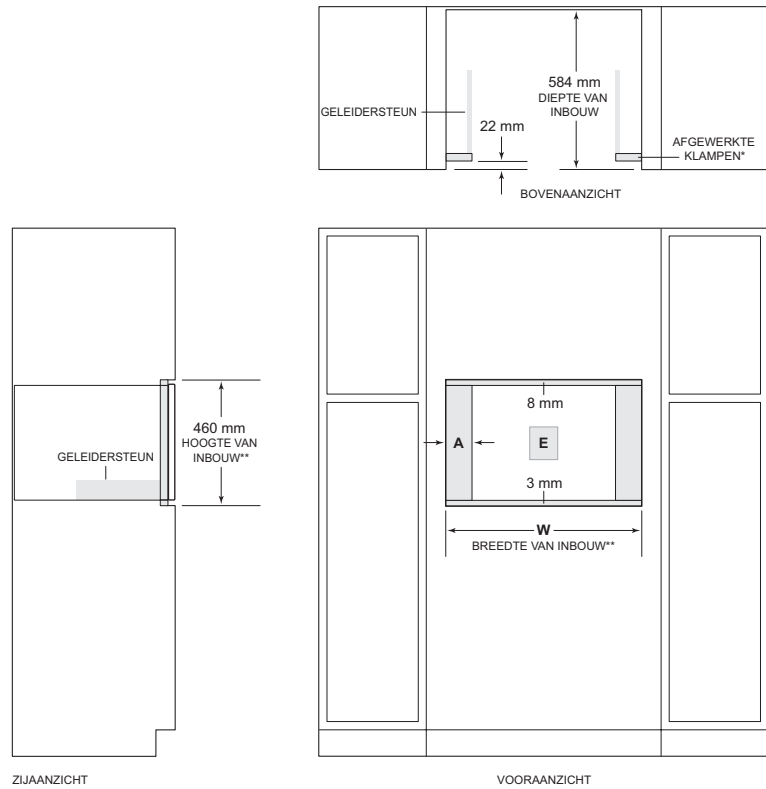 584 mm
DIEPTE VAN
INBOUW
GELEIDERSTEUN
22 mm
AFGEWERKTE
KLAMPEN*
BOVENAANZICHT
460 mm
HOOGTE VAN
INBOUW**
GELEIDERSTEUN
8 mm
A
E
3 mm
W
BREEDTE VAN INBOUW**
ZIJAANZICHT
VOORAANZICHT